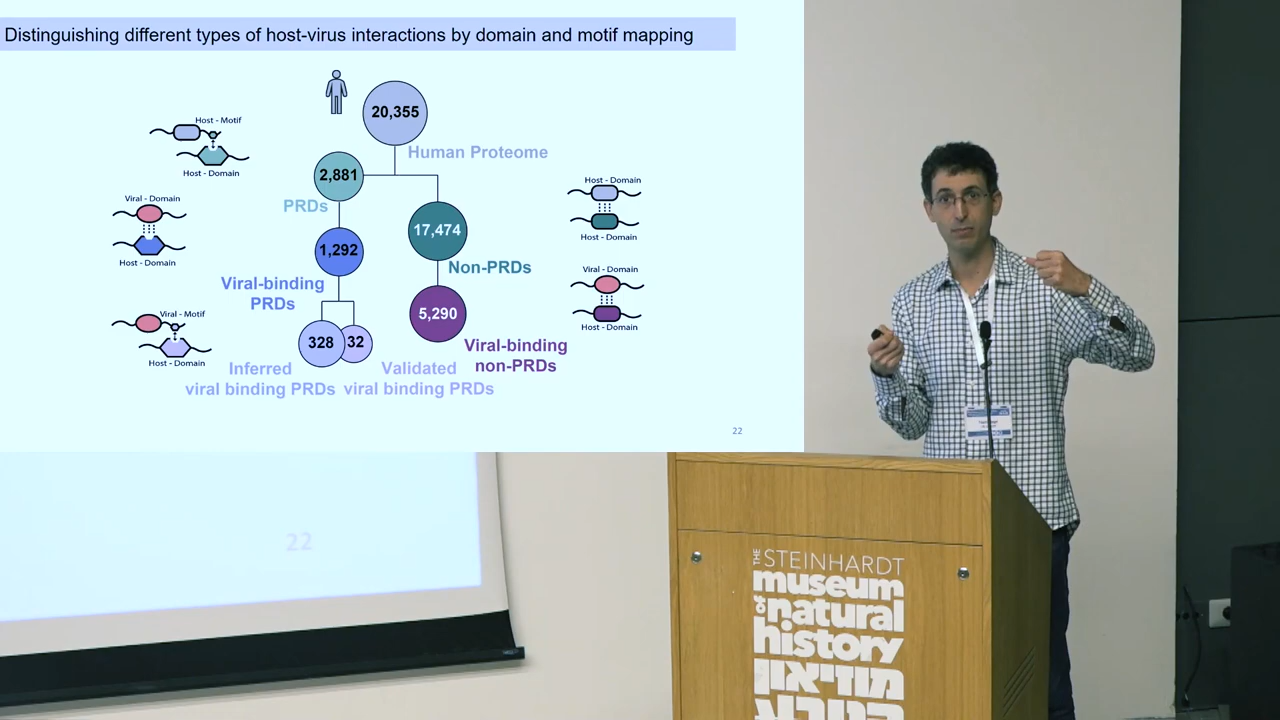 Distinguishing different types of host-virus interactions by domain and motif mapping
20,355
Human Proteome
Host - Motif
Host - Domain
2,881
PRDs
Viral - Domain
Host - Domain
1,292
Viral-binding
PRDs
Viral - Motif
Host - Domain
328
32
Inferred
viral binding PRDs
Validated
viral binding PRDs
17,474
Non-PRDs
5,290
Viral-binding
non-PRDs
Host - Domain
Host - Domain
Viral - Domain
Host - Domain
22
22
THE STEINHARDT
museum
of natural
history
מוזיאון
הטבע